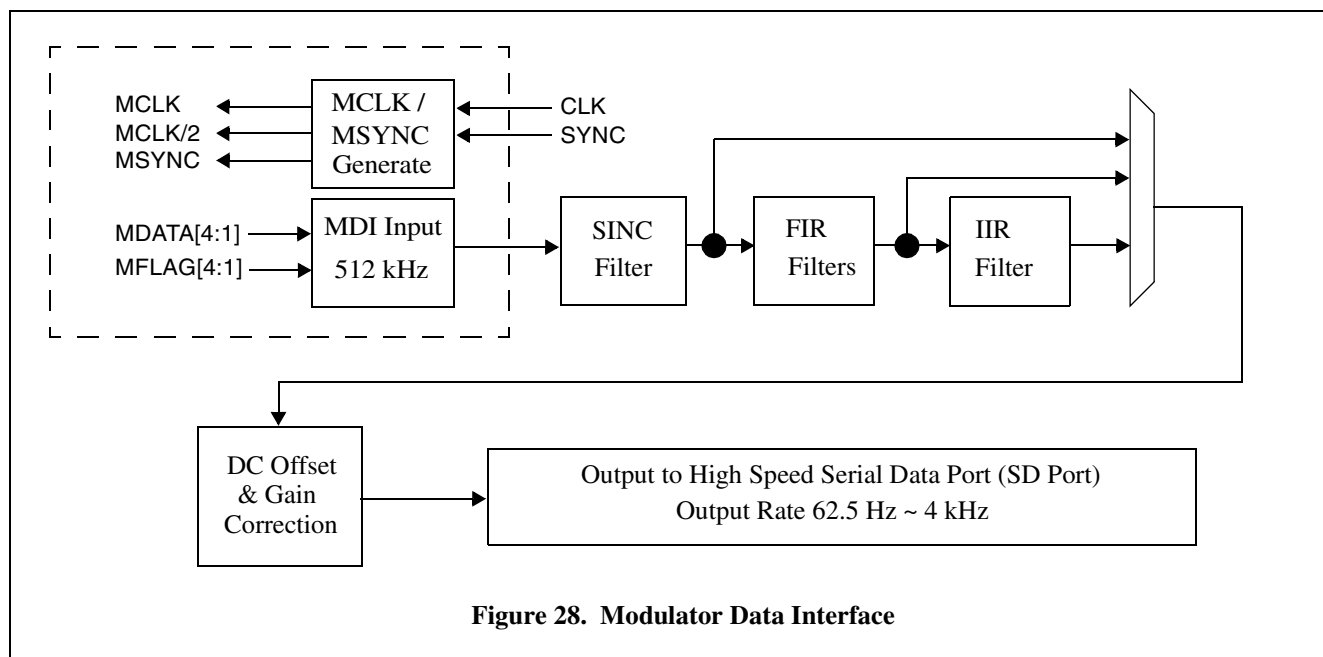 MCLK
MCLK/2
MSYNC
MCLK /
MSYNC
Generate
CLK
SYNC
MDATA[4:1]
MFLAG[4:1]
MDI Input
512 kHz
SINC
Filter
FIR
Filters
IIR
Filter
DC Offset
& Gain
Correction
Output to High Speed Serial Data Port (SD Port)
Output Rate 62.5 Hz ~ 4 kHz
Figure 28. Modulator Data Interface